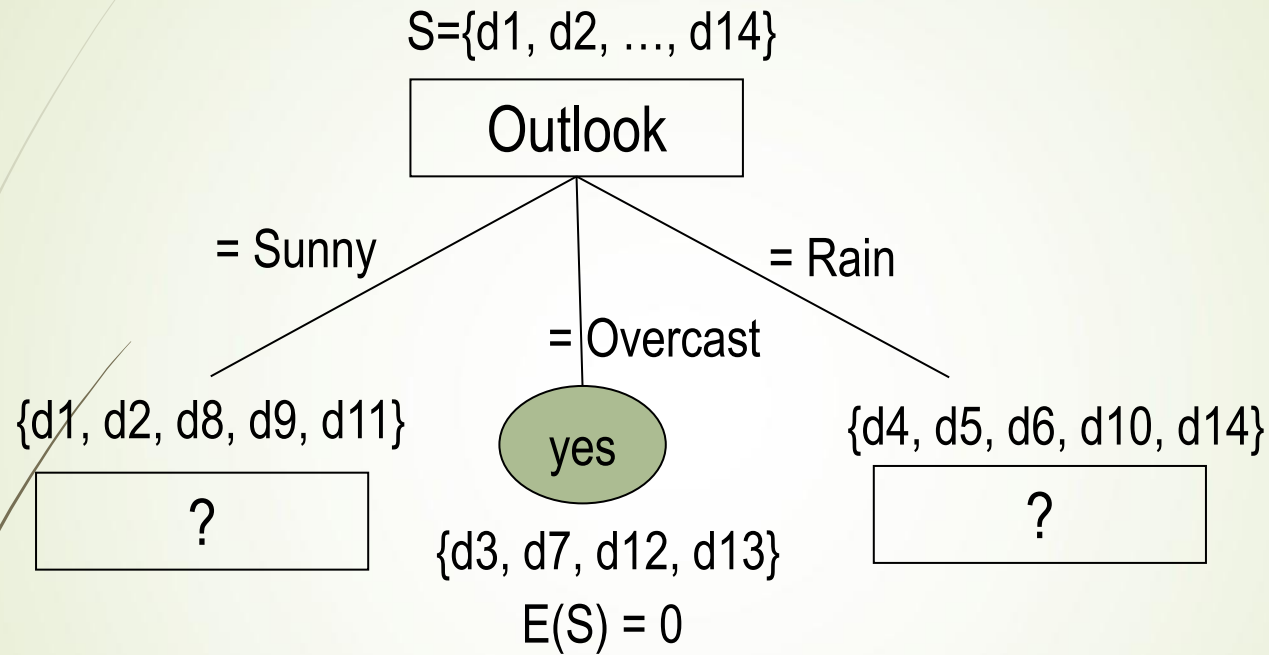 S={d1, d2, …, d14}
Outlook
= Sunny
= Rain
= Overcast
{d1, d2, d8, d9, d11}
yes
{d4, d5, d6, d10, d14}
?
?
{d3, d7, d12, d13}
E(S) = 0